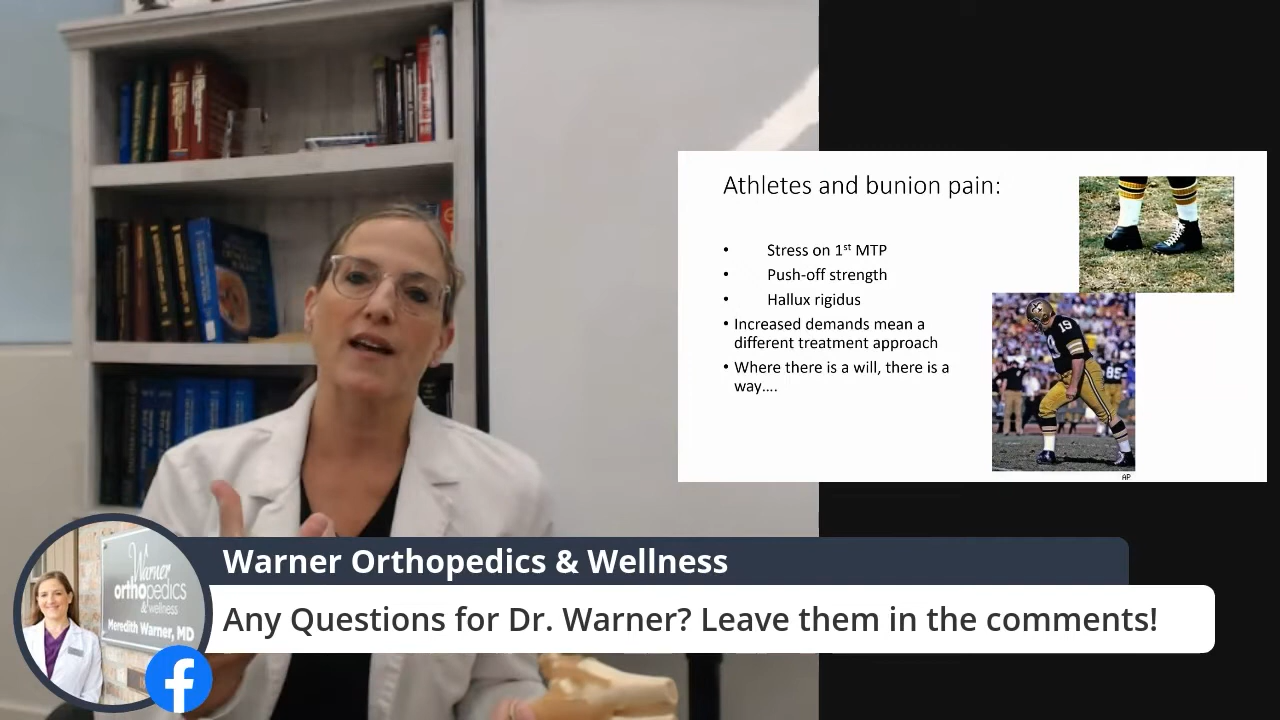 Athletes and bunion pain:
• Stress on 1st MTP
• Push-off strength
• Hallux rigidus
• Increased demands mean a
different treatment approach
• Where there is a will, there is a
way....
19
85
AP
Warner Orthopedics & Wellness
Any Questions for Dr. Warner? Leave them in the comments!
Warner
orthopedics
& wellness
Meredith Warner, MD
f